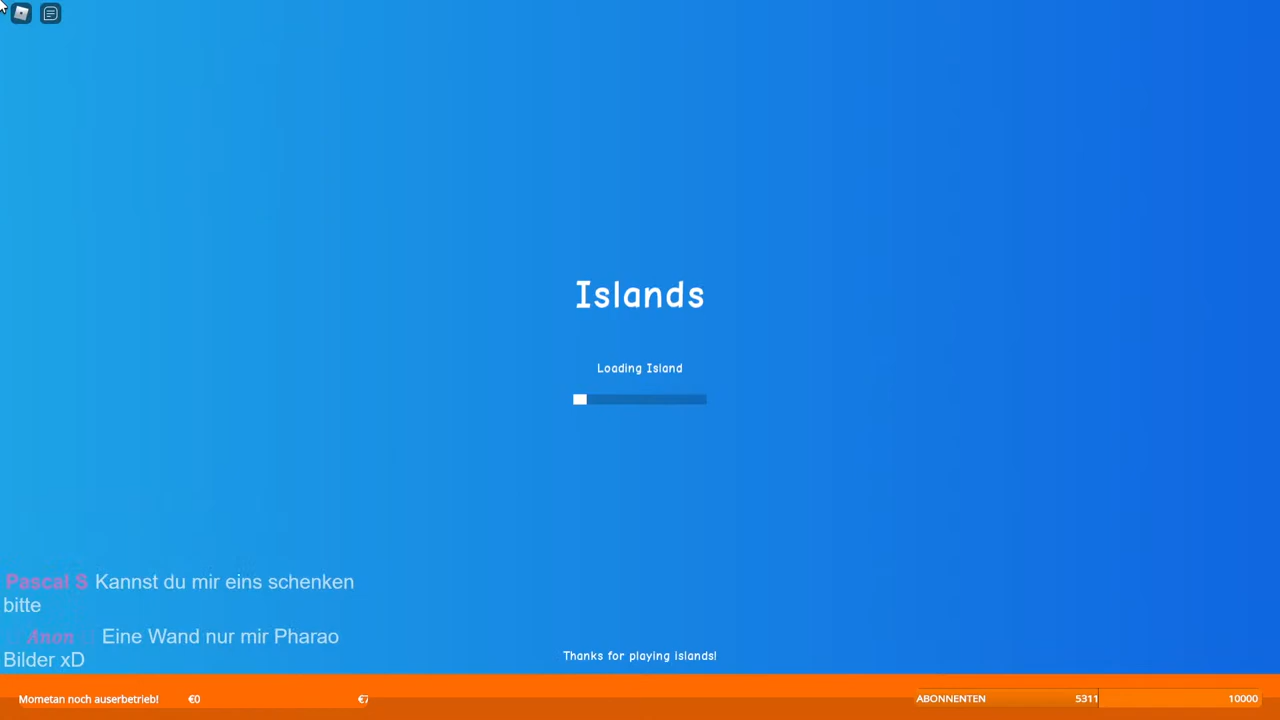 Islands
Loading Island
Pascal S Kannst du mir eins schenken
bitte
Anon Eine Wand nur mir Pharao
Bilder xD
Thanks for playing islands!
Mometan noch auserbetrieb! €0 €7
ABONNENTEN 5311 10000